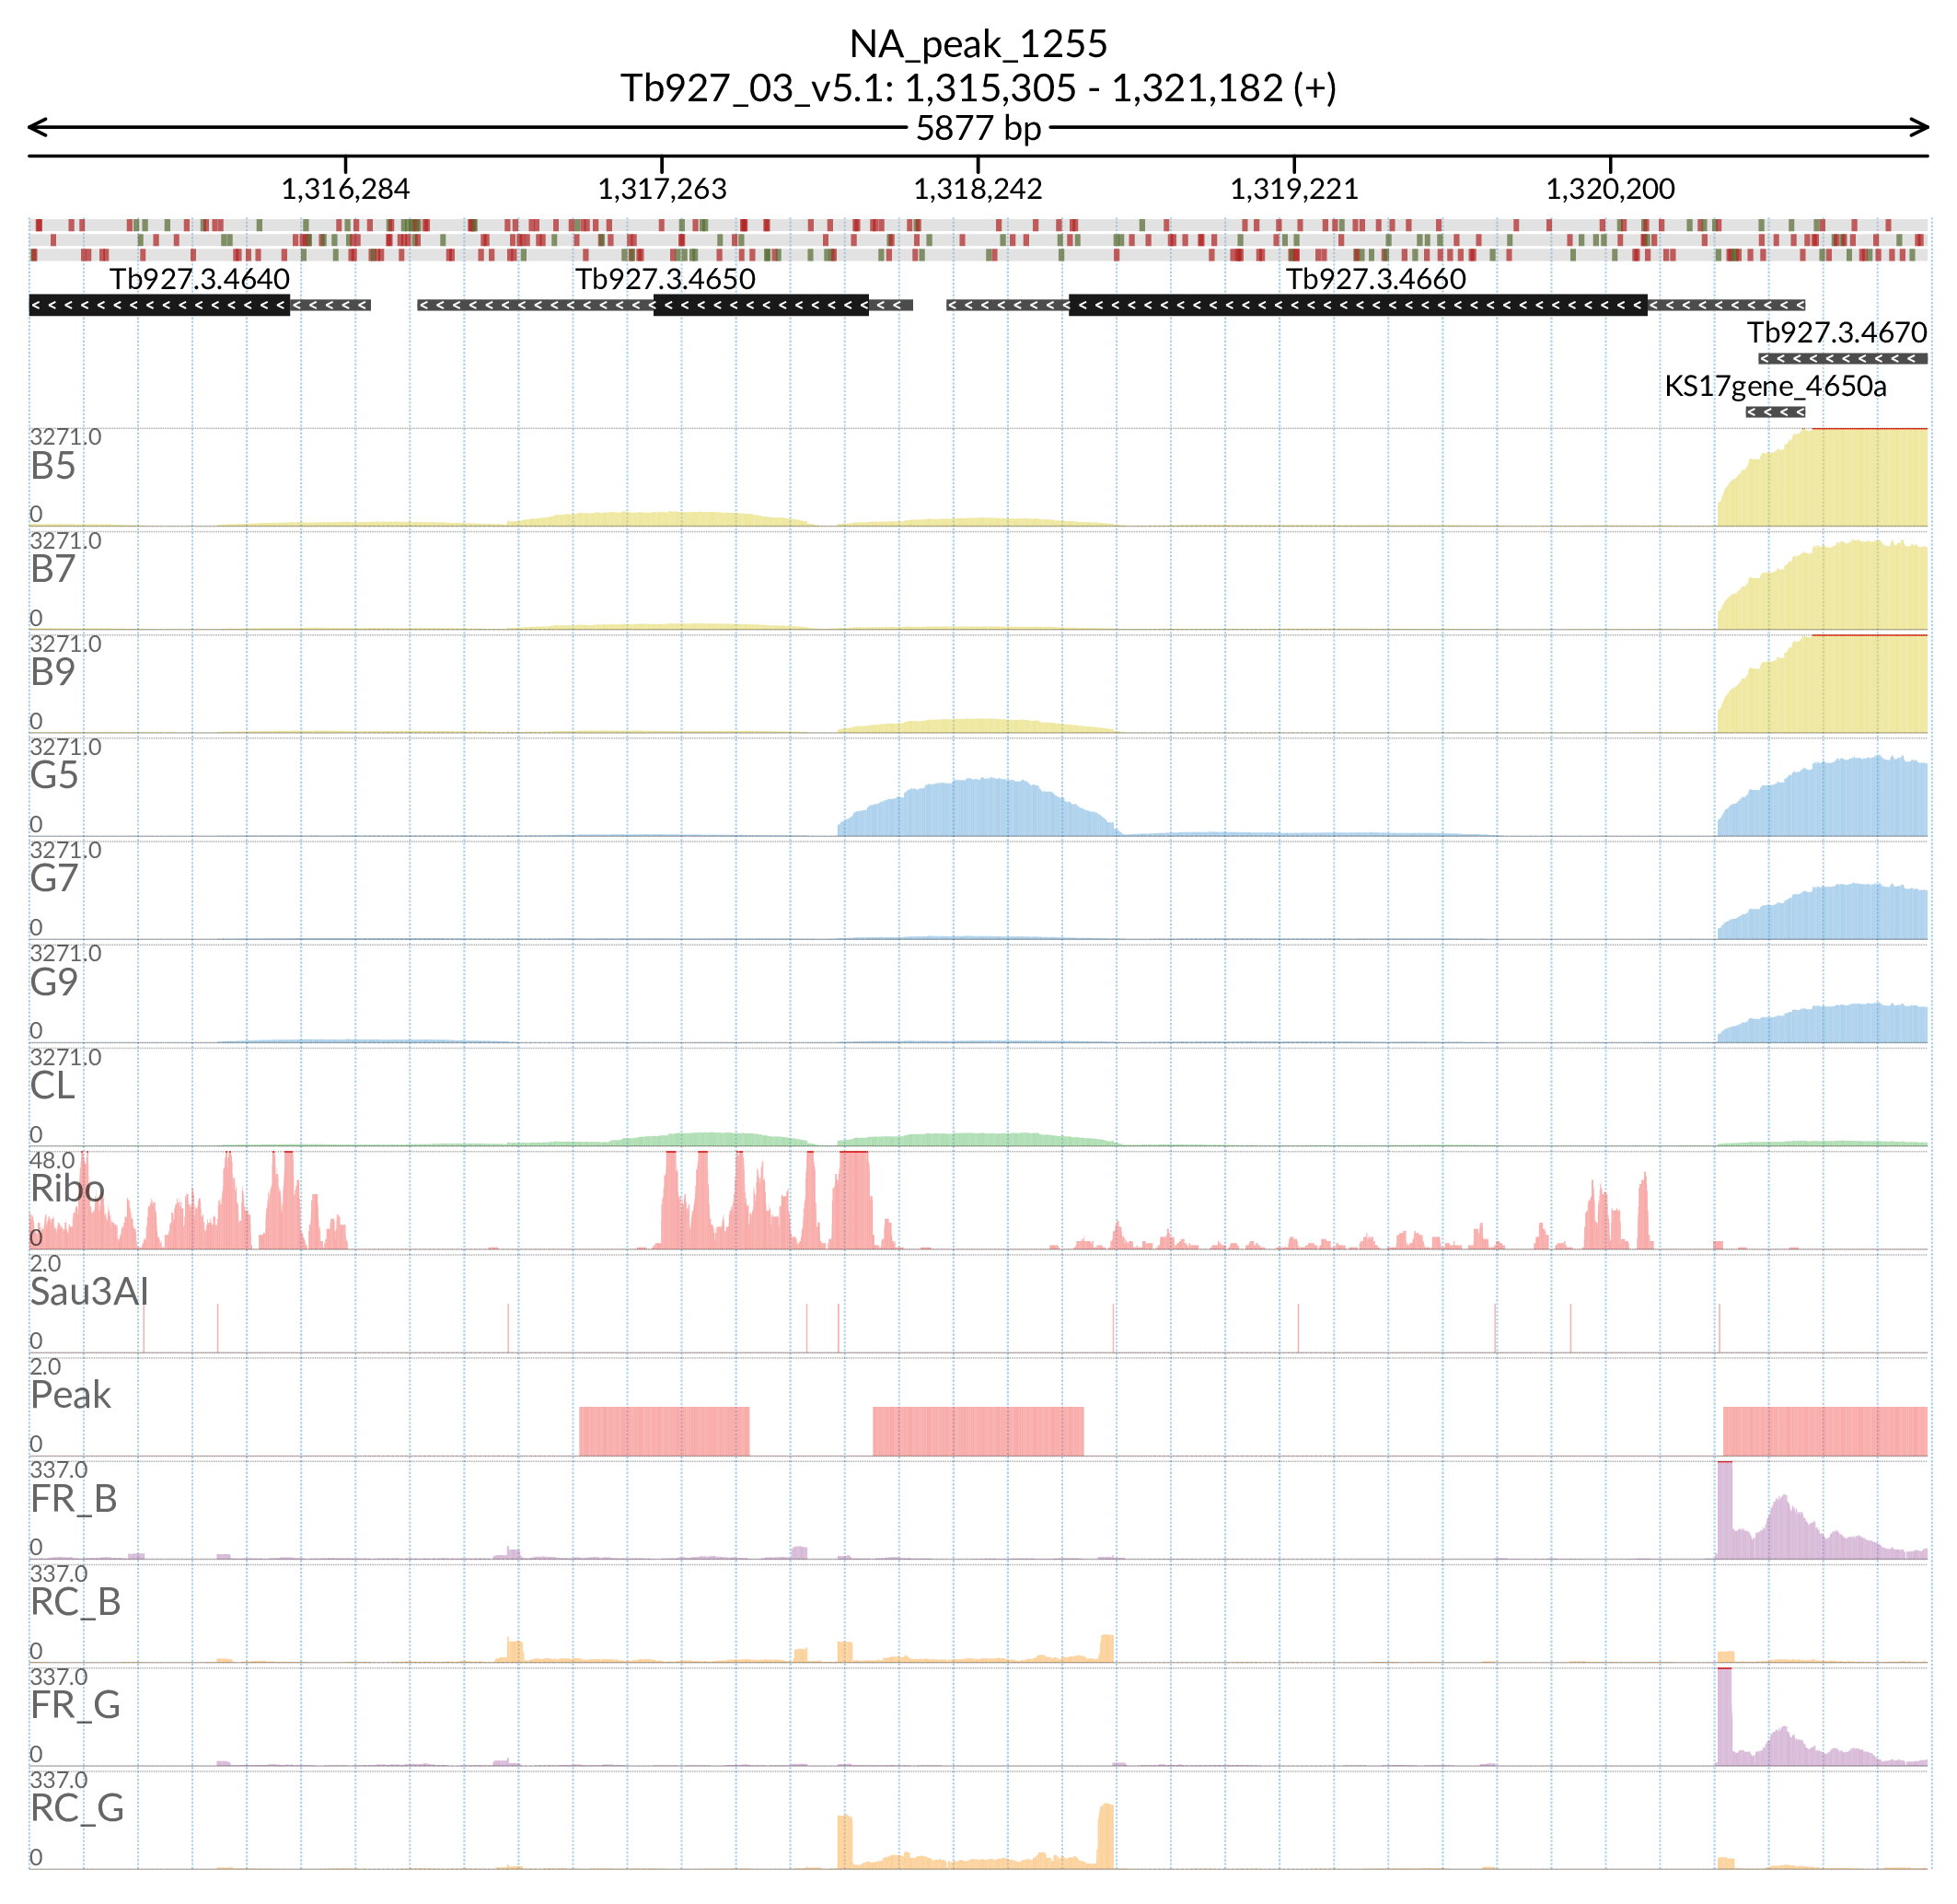 NA_peak_1255
Tb927_03_v5.1: 1,315,305 - 1,321,182 (+)
5877 bp
1,316,284 1,317,263 1,318,242 1,319,221 1,320,200
Tb927.3.4640 Tb927.3.4650 Tb927.3.4660
Tb927.3.4670
KS17gene_4650a
3271.0
B5
0
3271.0
B7
0
3271.0
B9
0
3271.0
G5
0
3271.0
G7
0
3271.0
G9
0
3271.0
CL
0
48.0
Ribo
0
2.0
Sau3AI
0
2.0
Peak
0
337.0
FR_B
0
337.0
RC_B
0
337.0
FR_G
0
337.0
RC_G
0